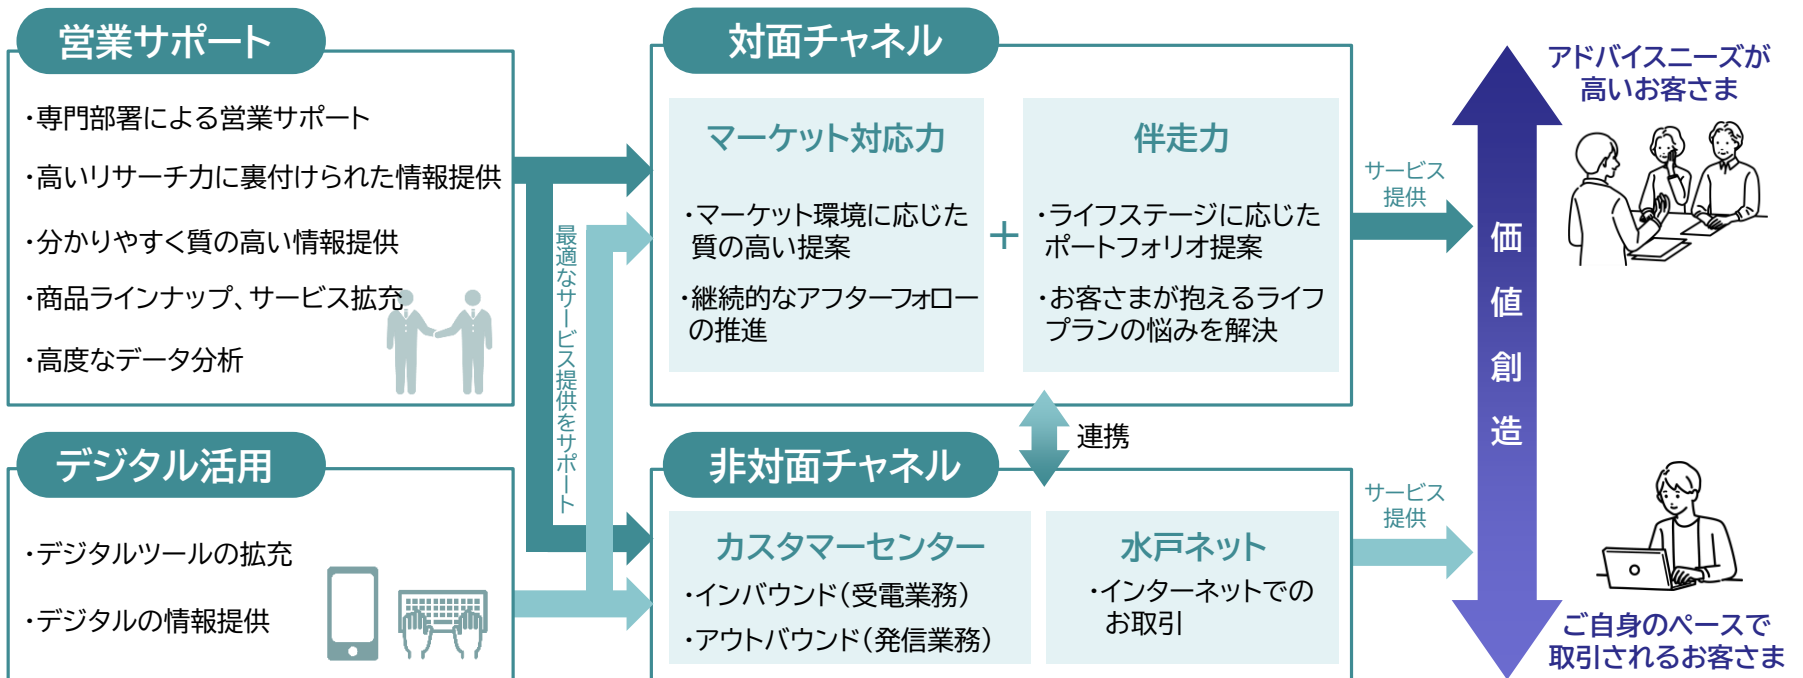 営業サポート
・専門部署による営業サポート
・高いリサーチ力に裏付けられた情報提供
・分かりやすく質の高い情報提供
・商品ラインナップ、サービス拡充
・高度なデータ分析
デジタル活用
・デジタルツールの拡充
・デジタルの情報提供
最適なサービス提供をサポート
対面チャネル
マーケット対応力
・マーケット環境に応じた
質の高い提案
・継続的なアフターフォロー
の推進
+
伴走力
・ライフステージに応じた
ポートフォリオ提案
・お客さまが抱えるライフ
プランの悩みを解決
連携
非対面チャネル
カスタマーセンター
・インバウンド(受電業務)
・アウトバウンド(発信業務)
水戸ネット
・インターネットでの
お取引
サービス
提供
サービス
提供
価値創造
アドバイスニーズが
高いお客さま
ご自身のペースで
取引されるお客さま